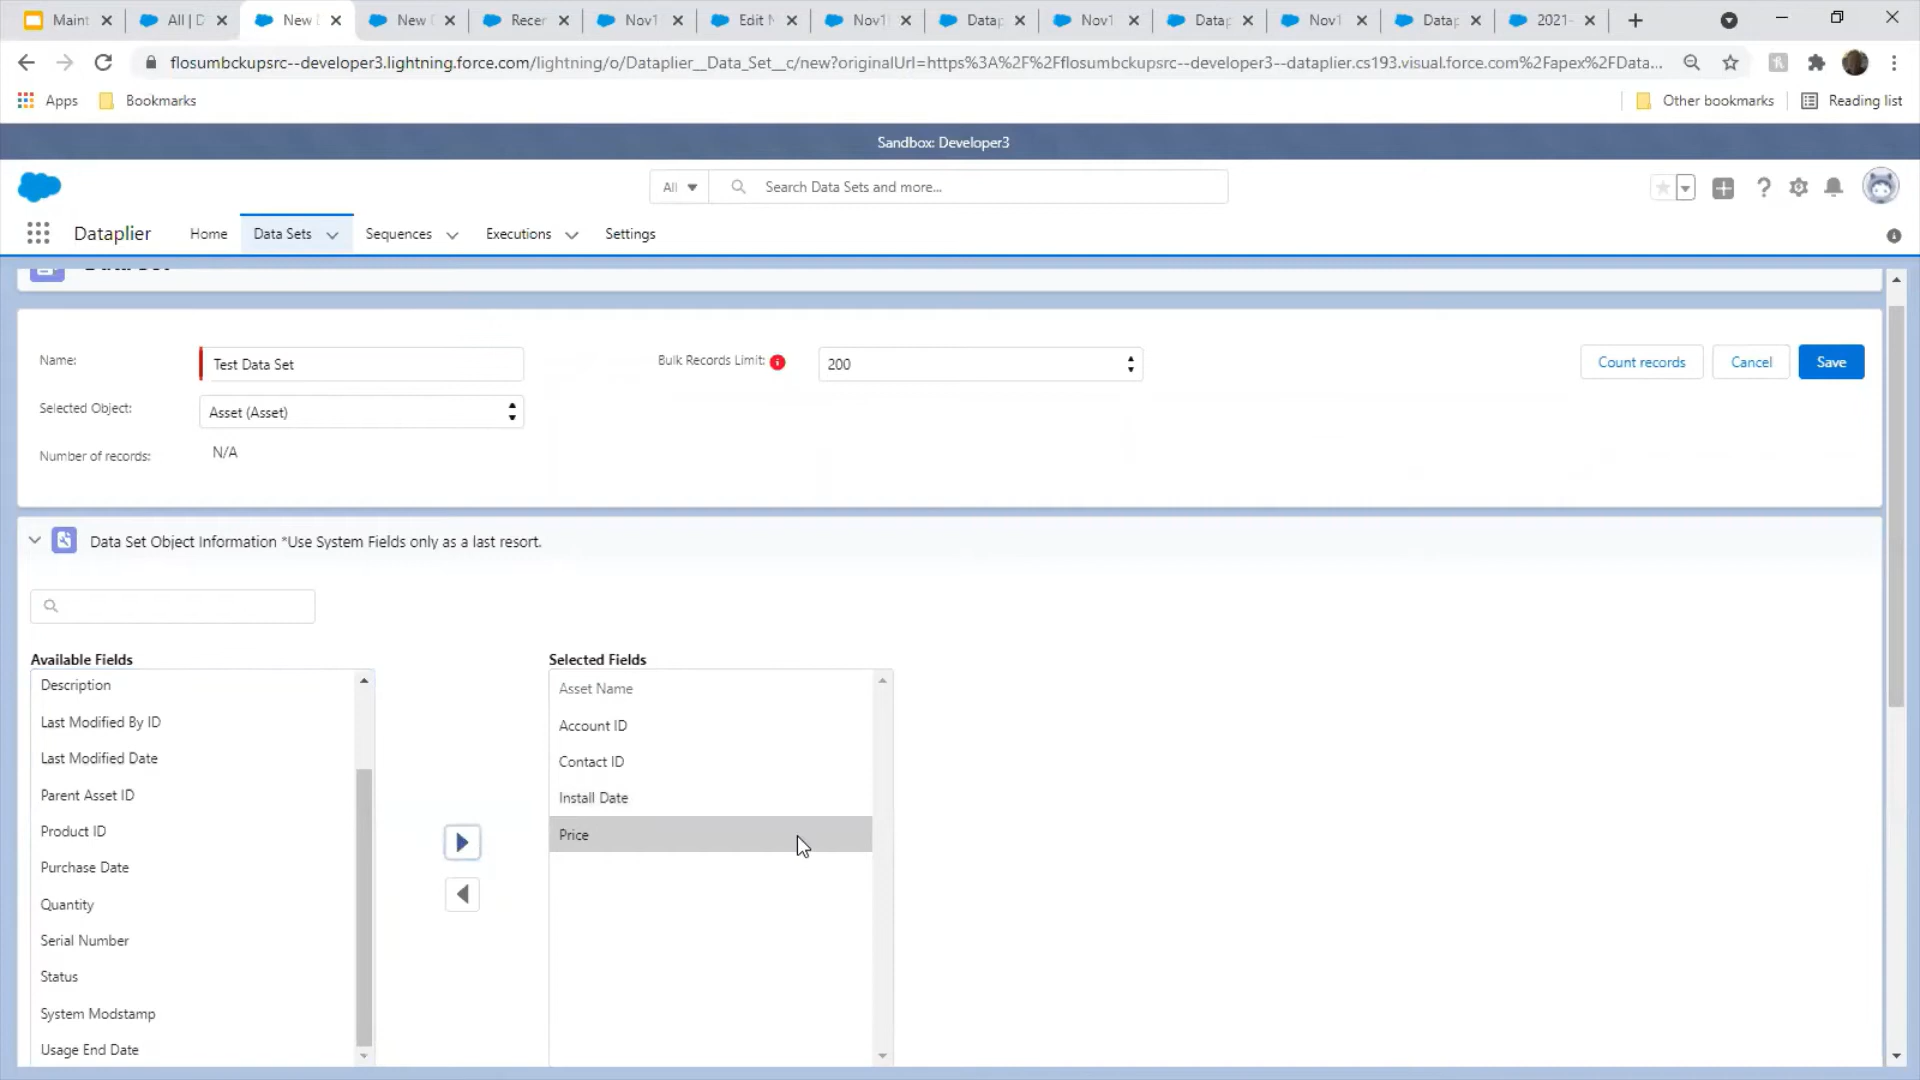 Maint
All | D
New
New
Recer
Nov1
Edit N
Nov1
Datap
Nov1
Datap
Nov1
Datap
2021-
flosumbckupsrc--developer3.lightning.force.com/lightning/o/Dataplier__Data_Set__c/new?originalUrl=https%3A%2F%2Fflosumbckupsrc--developer3--dataplier.cs193.visual.force.com%2Fapex%2FData...
Apps
Bookmarks
Other bookmarks
Reading list
Sandbox: Developer3
All
Search Data Sets and more...
Dataplier
Home
Data Sets
Sequences
Executions
Settings
Name:
Test Data Set
Bulk Records Limit:
200
Count records
Cancel
Save
Selected Object:
Asset (Asset)
Number of records:
N/A
Data Set Object Information *Use System Fields only as a last resort.
Available Fields
Description
Last Modified By ID
Last Modified Date
Parent Asset ID
Product ID
Purchase Date
Quantity
Serial Number
Status
System Modstamp
Usage End Date
Selected Fields
Asset Name
Account ID
Contact ID
Install Date
Price